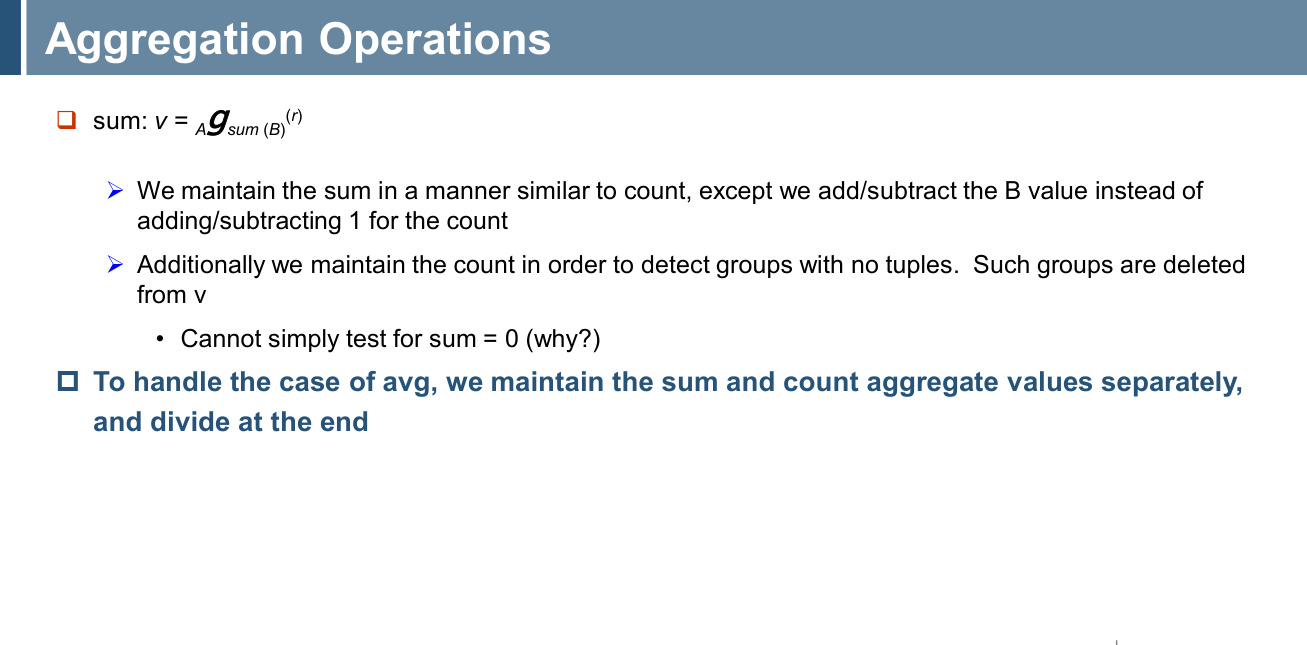 Aggregation Operations
sum: v = A g sum (B) (r)
We maintain the sum in a manner similar to count, except we add/subtract the B value instead of
adding/subtracting 1 for the count
Additionally we maintain the count in order to detect groups with no tuples.  Such groups are deleted
from v
• Cannot simply test for sum = 0 (why?)
To handle the case of avg, we maintain the sum and count aggregate values separately,
and divide at the end